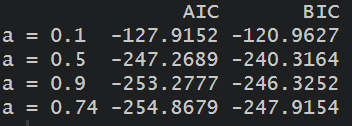 AIC BIC
a = 0.1 -127.9152 -120.9627
a = 0.5 -247.2689 -240.3164
a = 0.9 -253.2777 -246.3252
a = 0.74 -254.8679 -247.9154